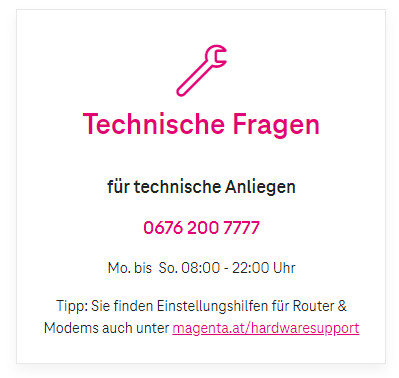 Technische Fragen
für technische Anliegen
0676 200 7777
Mo. bis So. 08:00 - 22:00 Uhr
Tipp: Sie finden Einstellungshilfen für Router &
Modems auch unter magenta.at/hardwaresupport